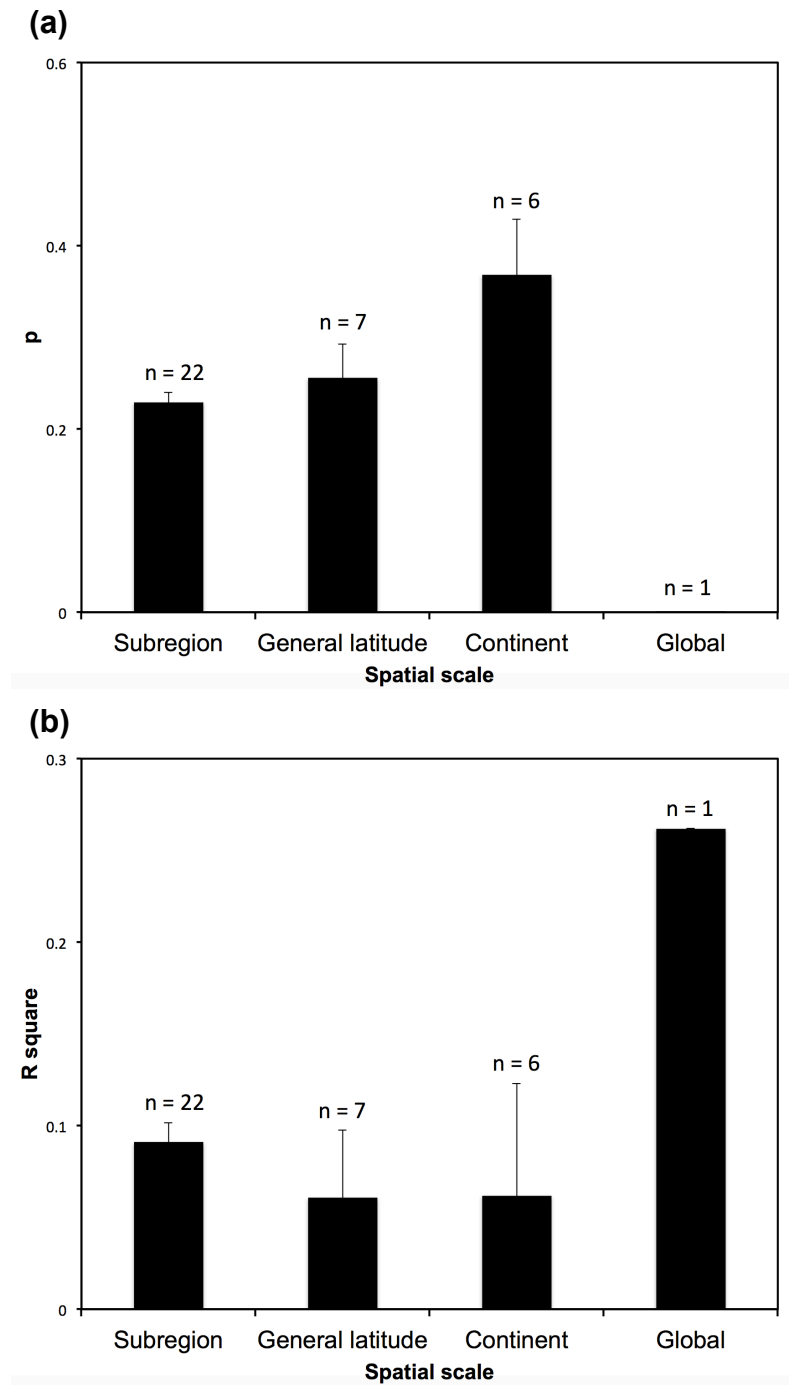 (a)
0.6
0.4
0.2
0
p
n = 22
n = 7
n = 6
n = 1
Subregion General latitude Continent Global
Spatial scale
(b)
0.3
0.2
0.1
0
R square
n = 22
n = 7
n = 6
n = 1
Subregion General latitude Continent Global
Spatial scale